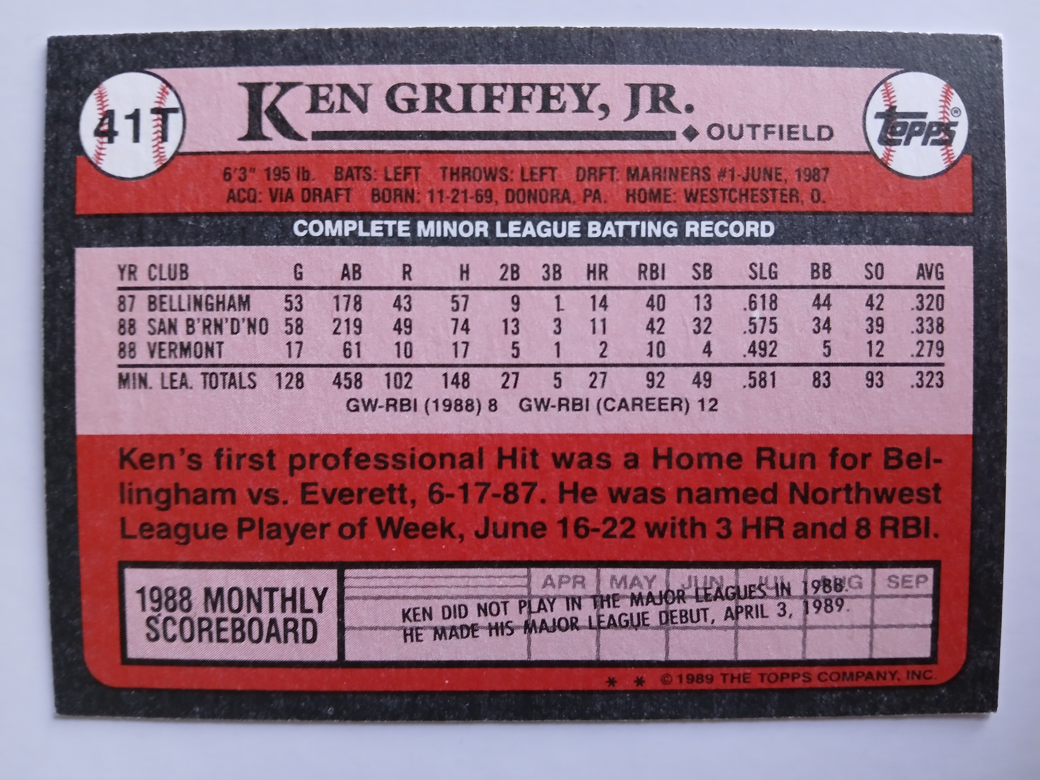 41T
KEN GRIFFEY, JR.
◆ OUTFIELD
TOPPS®
6'3" 195 lb. BATS: LEFT THROWS: LEFT DRFT: MARINERS #1-JUNE, 1987
ACQ: VIA DRAFT BORN: 11-21-69, DONORA, PA. HOME: WESTCHESTER, O.
COMPLETE MINOR LEAGUE BATTING RECORD
YR CLUB G AB R H 2B 3B HR RBI SB SLG BB SO AVG
87 BELLINGHAM 53 178 43 57 9 1 14 40 13 .618 44 42 .320
88 SAN B'RN'D'NO 58 219 49 74 13 3 11 42 32 .575 34 39 .338
88 VERMONT 17 61 10 17 5 1 2 10 4 .492 5 12 .279
MIN. LEA. TOTALS 128 458 102 148 27 5 27 92 49 .581 83 93 .323
GW-RBI (1988) 8 GW-RBI (CAREER) 12
Ken's first professional Hit was a Home Run for Bel-
lingham vs. Everett, 6-17-87. He was named Northwest
League Player of Week, June 16-22 with 3 HR and 8 RBI.
1988 MONTHLY
SCOREBOARD
APR MAY JUN JUL AUG SEP
KEN DID NOT PLAY IN THE MAJOR LEAGUES IN 1988.
HE MADE HIS MAJOR LEAGUE DEBUT, APRIL 3, 1989.
* * ©1989 THE TOPPS COMPANY, INC.